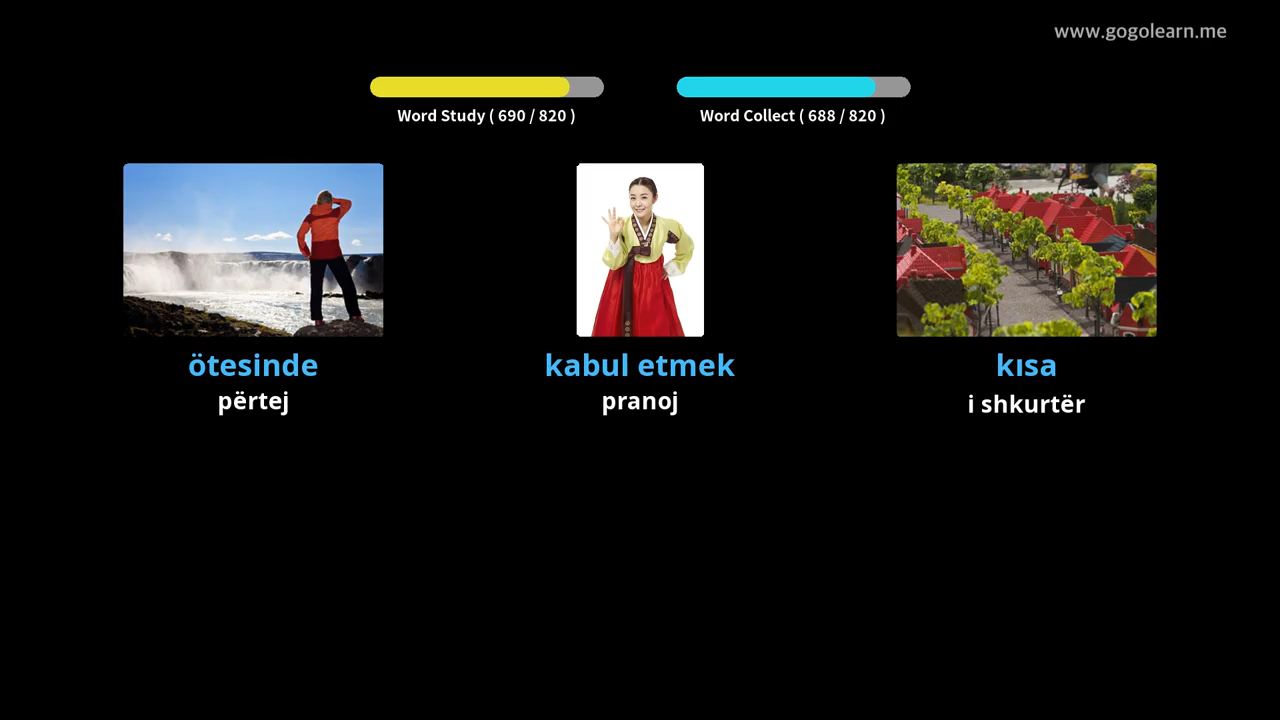 www.gogolearn.me
Word Study ( 690 / 820 )
Word Collect ( 688 / 820 )
ötesinde
përtej
kabul etmek
pranoj
kısa
i shkurtër